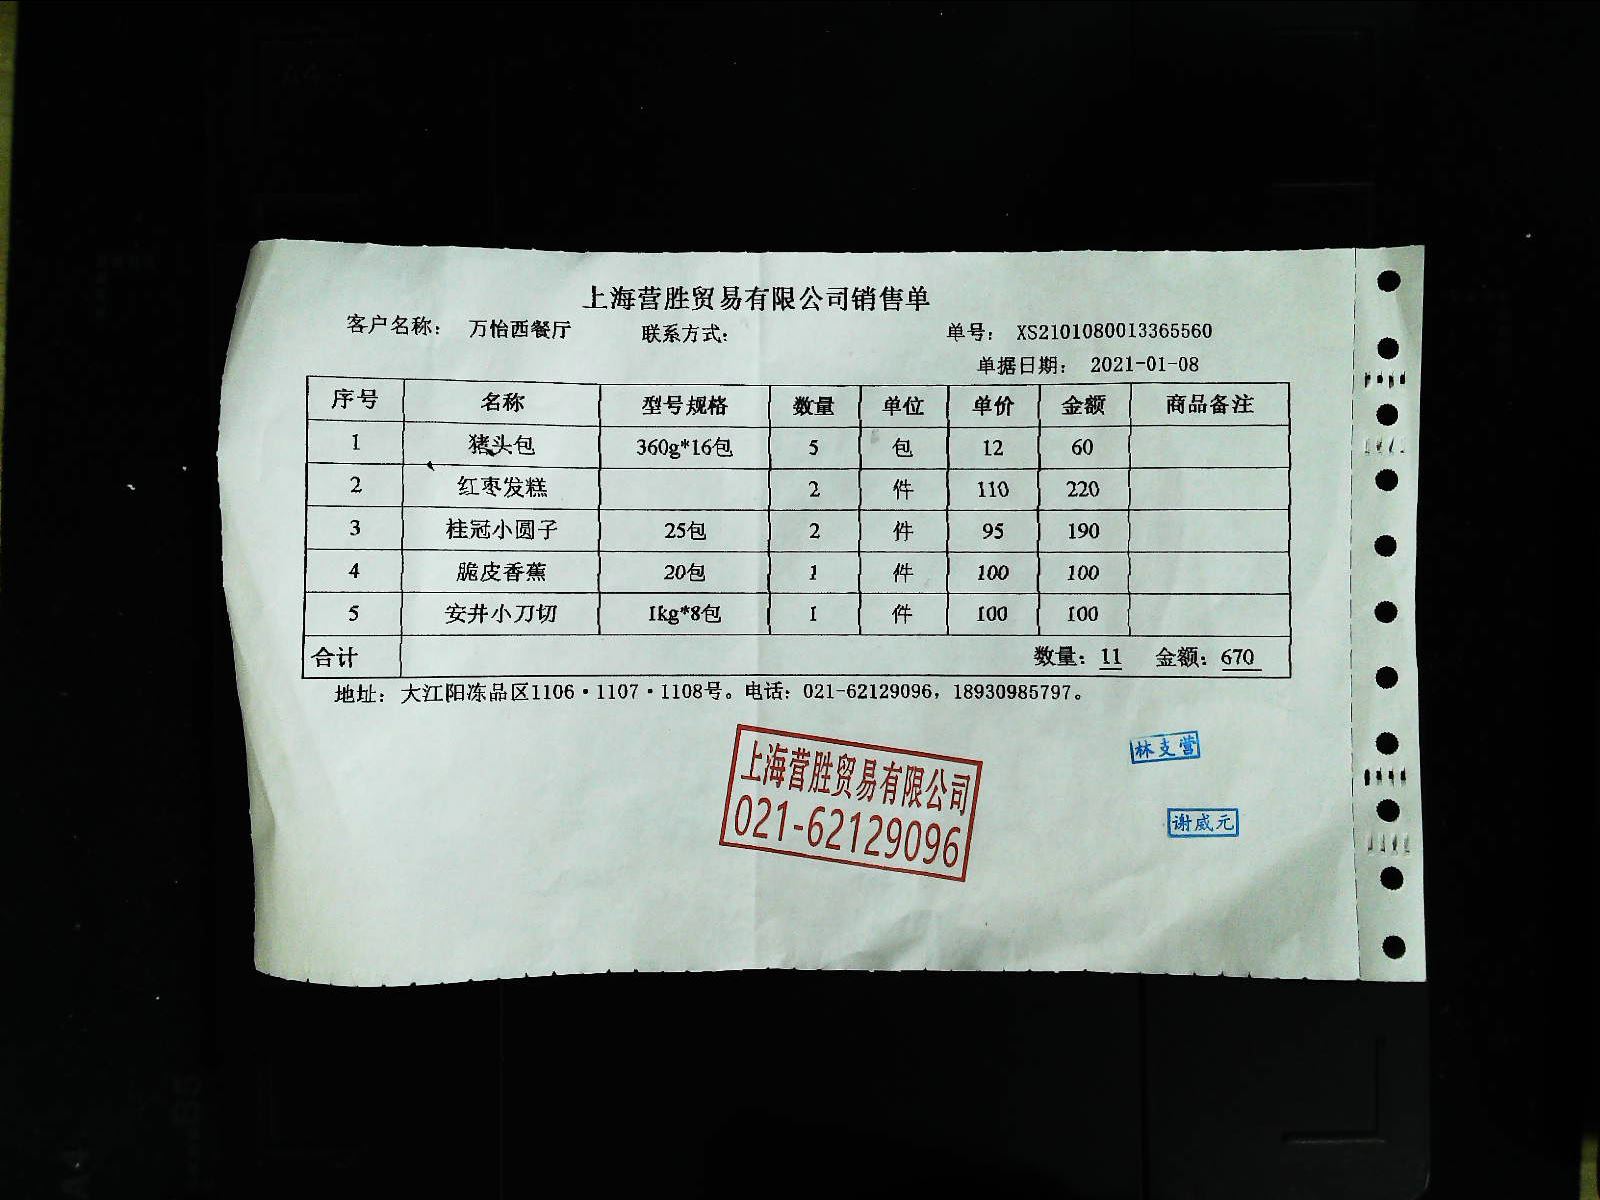 上海营胜贸易有限公司销售单
客户名称： 万怡西餐厅 联系方式： 单号： XS2101080013365560
单据日期： 2021-01-08
序号 名称 型号规格 数量 单位 单价 金额 商品备注
1 猪头包 360g*16包 5 包 12 60
2 红枣发糕 2 件 110 220
3 桂冠小圆子 25包 2 件 95 190
4 脆皮香蕉 20包 1 件 100 100
5 安井小刀切 1kg*8包 1 件 100 100
合计 数量：11 金额：670
地址： 大江阳冻品区1106·1107·1108号。电话：021-62129096，18930985797。
林支营
上海营胜贸易有限公司
021-62129096
谢威元